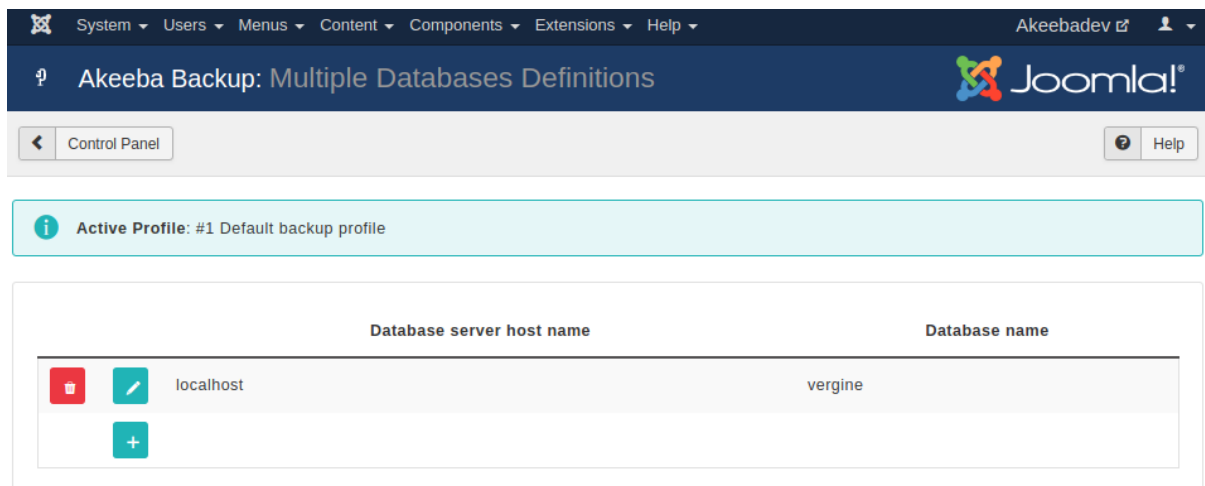 System Users Menus Content Components Extensions Help Akeebadev
Akeeba Backup: Multiple Databases Definitions Joomla!®
Control Panel Help
Active Profile: #1 Default backup profile
Database server host name Database name
localhost vergine